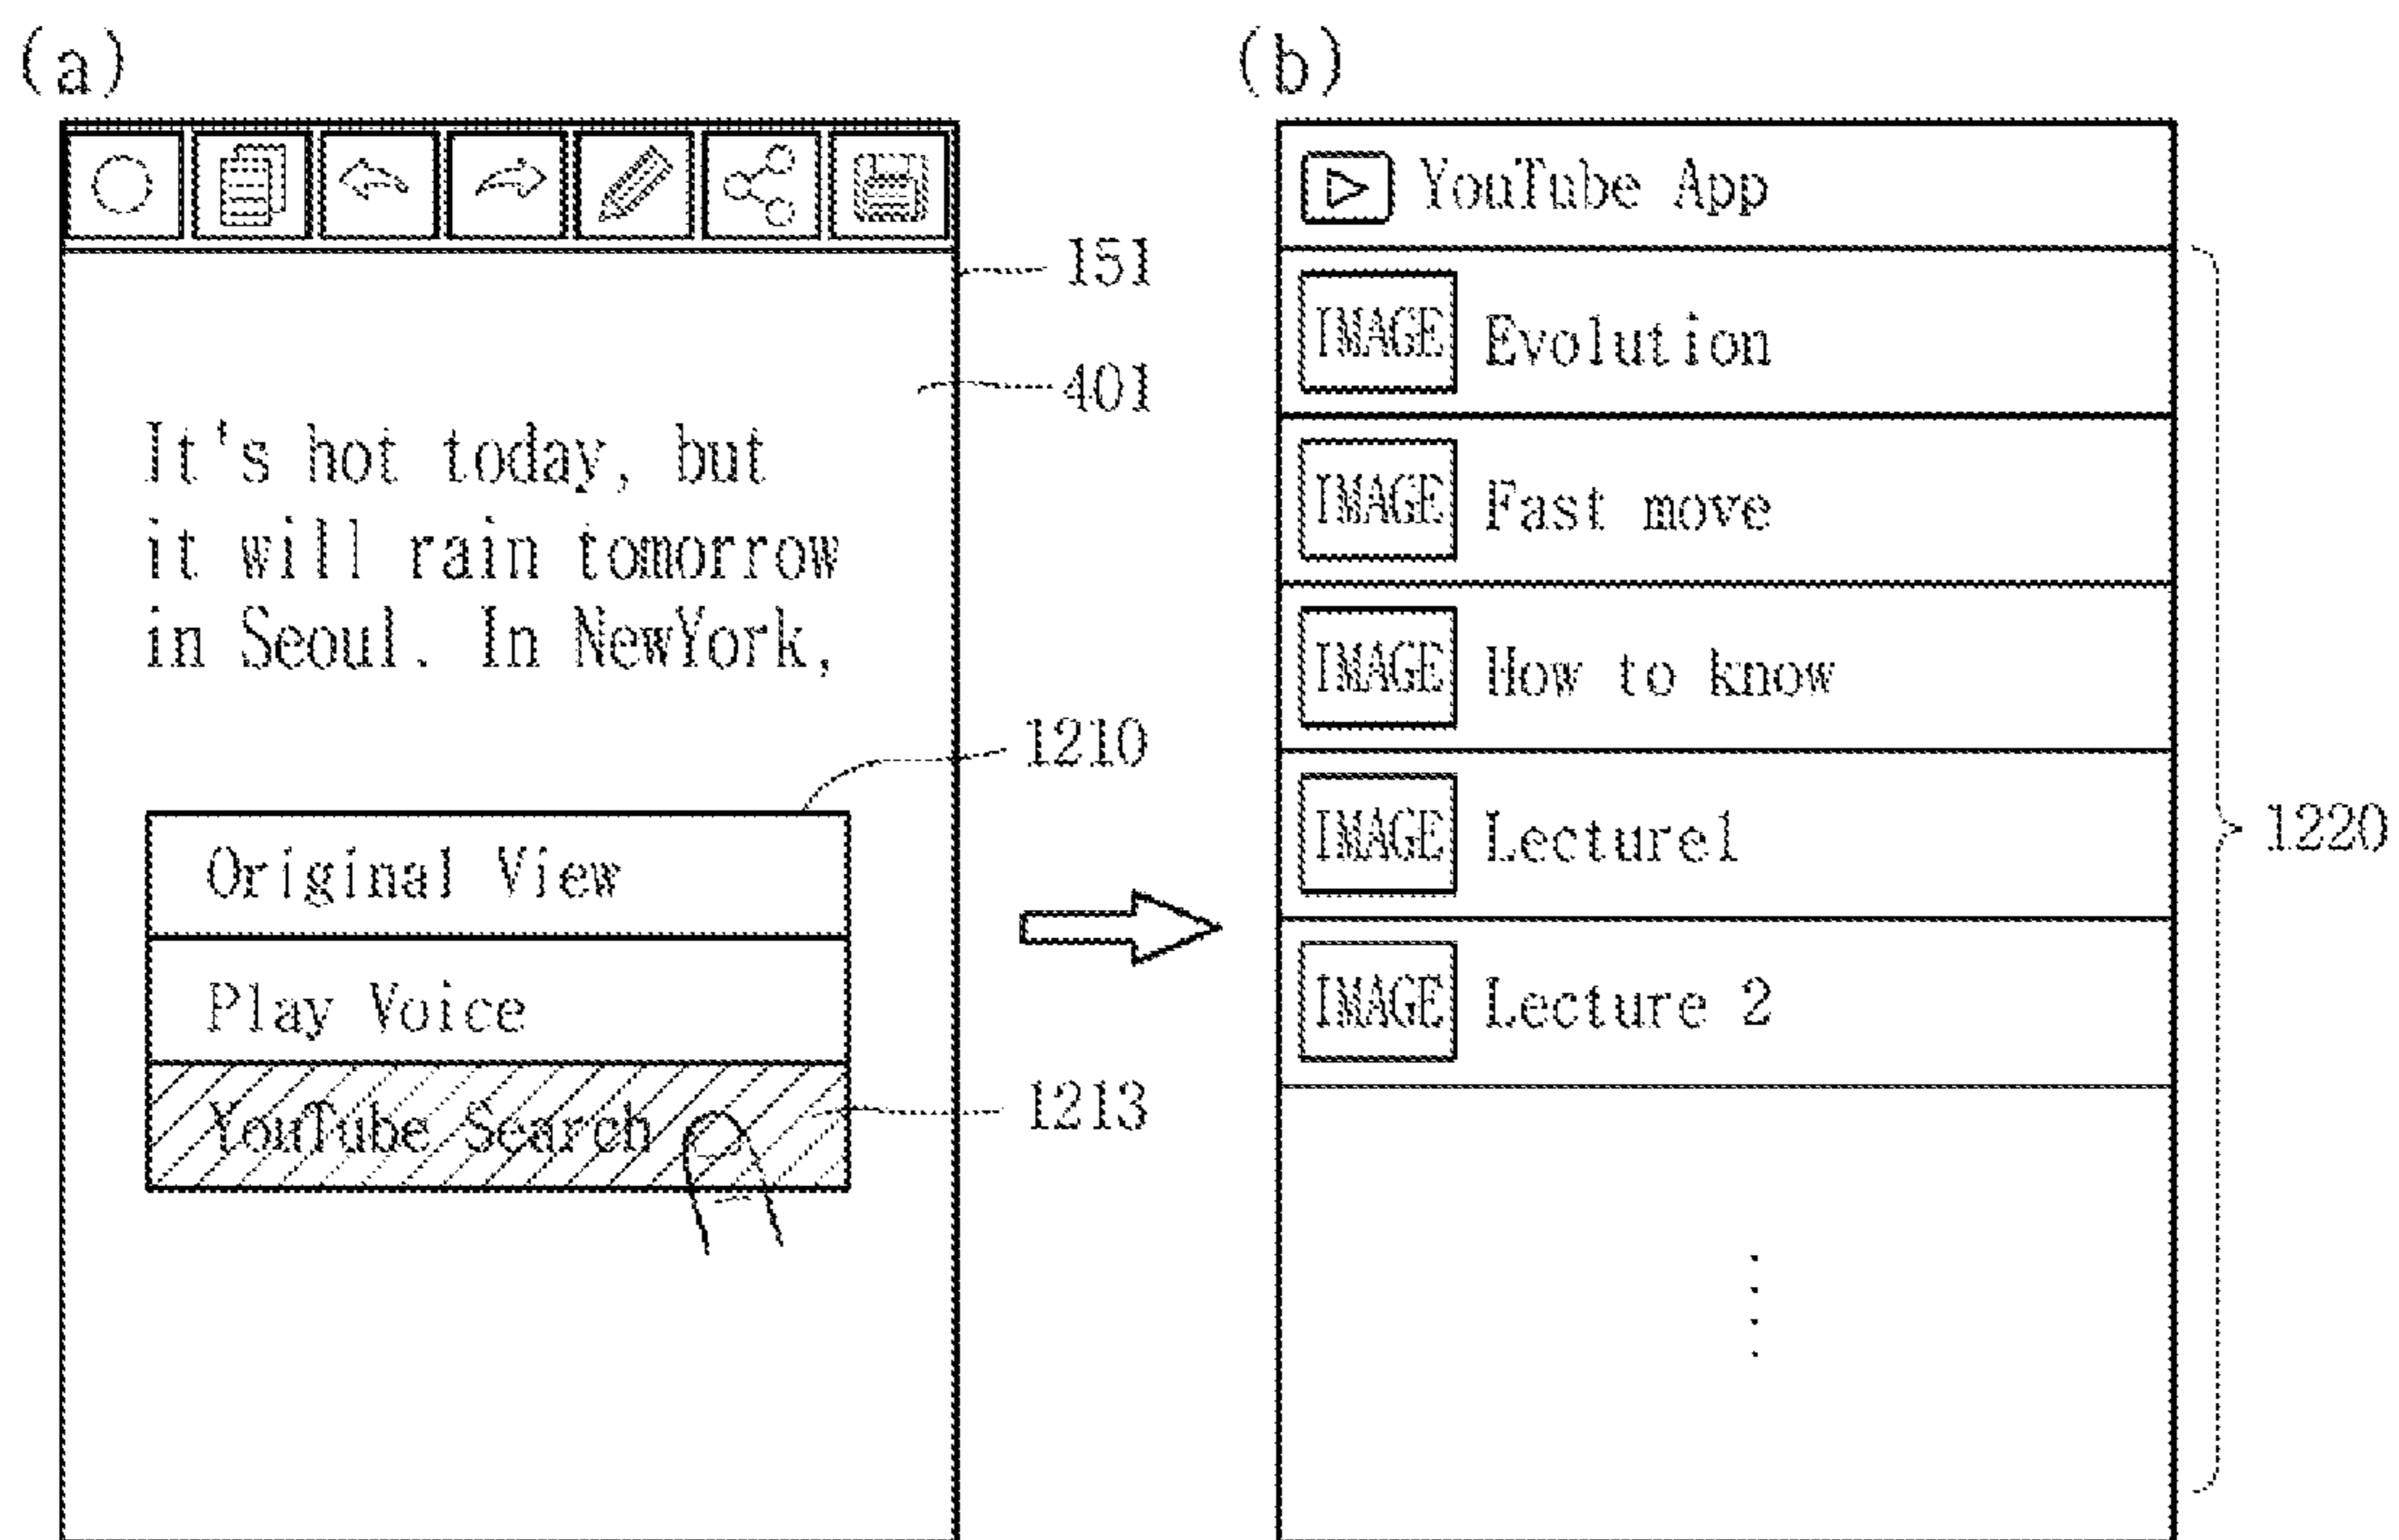 (a)
151
401
It's hot today, but
it will rain tomorrow
in Seoul. In NewYork,
1210
Original View
Play Voice
YouTube Search
1213
(b)
YouTube App
IMAGE Evolution
IMAGE Fast move
IMAGE How to know
IMAGE Lecture1
IMAGE Lecture 2
1220